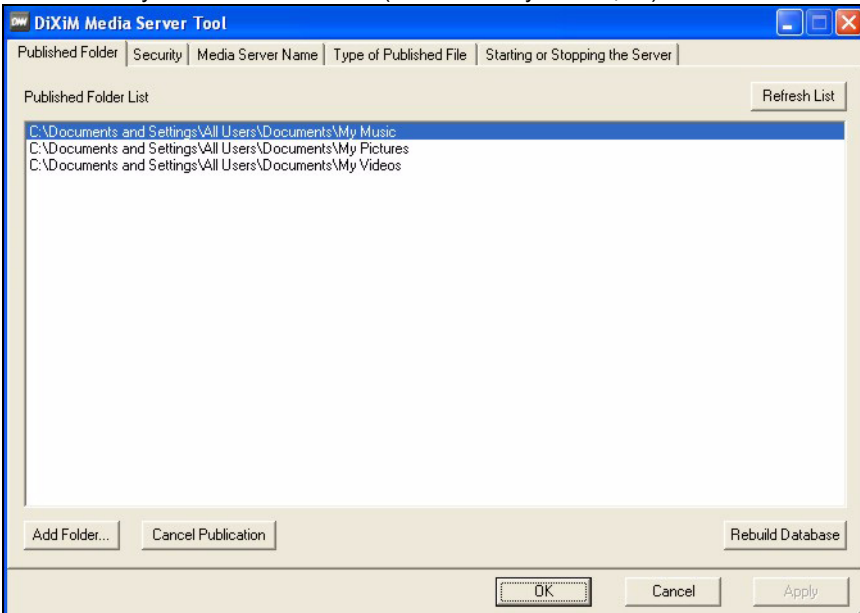 DiXiM Media Server Tool
Published Folder Security Media Server Name Type of Published File Starting or Stopping the Server
Published Folder List Refresh List
C:\Documents and Settings\All Users\Documents\My Music
C:\Documents and Settings\All Users\Documents\My Pictures
C:\Documents and Settings\All Users\Documents\My Videos
Add Folder... Cancel Publication Rebuild Database
OK Cancel Apply